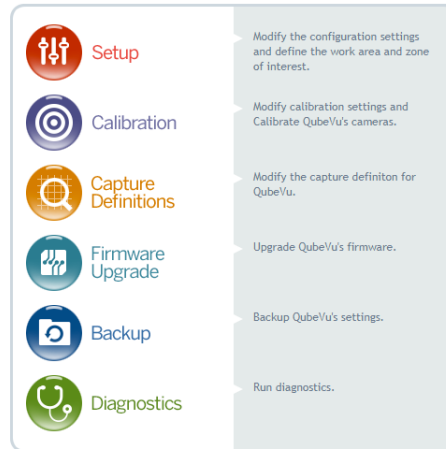 Setup
Modify the configuration settings
and define the work area and zone
of interest.
Calibration
Modify calibration settings and
Calibrate QubeVu's cameras.
Capture
Definitions
Modify the capture definiton for
QubeVu.
Firmware
Upgrade
Upgrade QubeVu's firmware.
Backup
Backup QubeVu's settings.
Diagnostics
Run diagnostics.